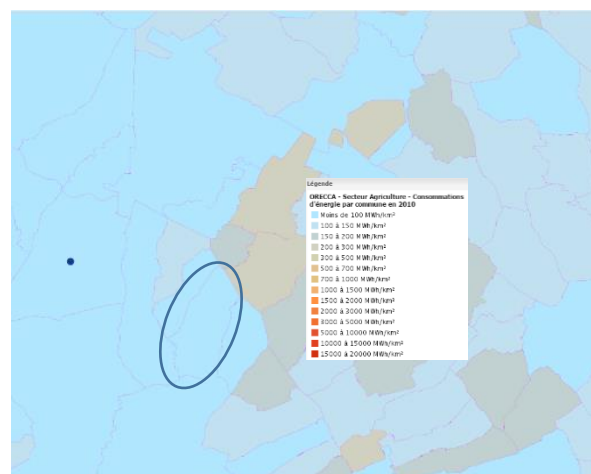 Légende
ORECCA - Secteur Agriculture - Consommations
d'énergie par commune en 2010
Moins de 100 MWh/km²
100 à 150 MWh/km²
150 à 200 MWh/km²
200 à 300 MWh/km²
300 à 500 MWh/km²
500 à 700 MWh/km²
700 à 1000 MWh/km²
1000 à 1500 MWh/km²
1500 à 2000 MWh/km²
2000 à 3000 MWh/km²
3000 à 5000 MWh/km²
5000 à 10000 MWh/km²
10000 à 15000 MWh/km²
15000 à 20000 MWh/km²